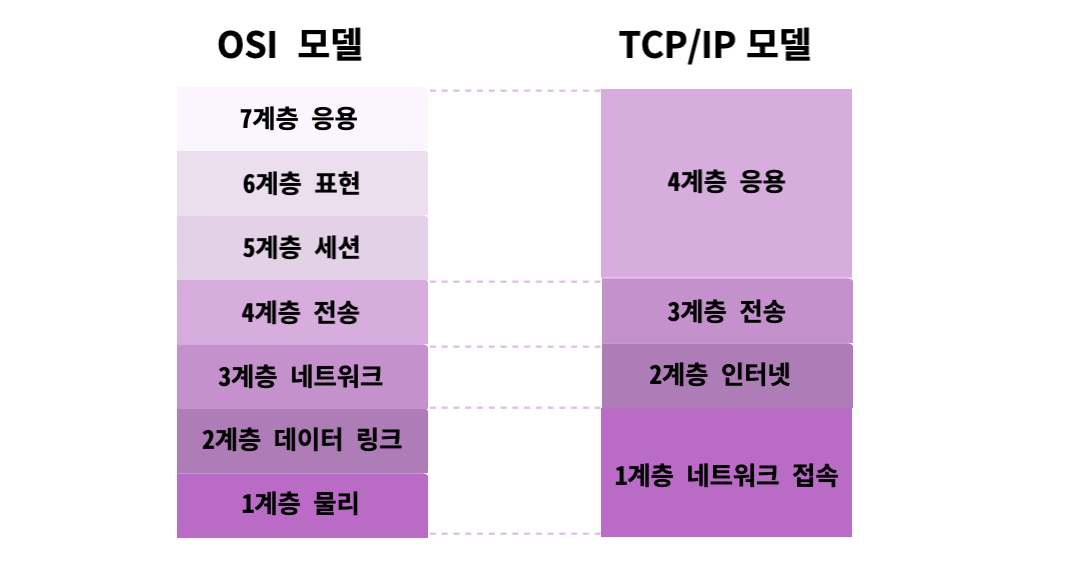 OSI 모델
TCP/IP 모델
7계층 응용
6계층 표현
5계층 세션
4계층 전송
3계층 네트워크
2계층 데이터 링크
1계층 물리
4계층 응용
3계층 전송
2계층 인터넷
1계층 네트워크 접속